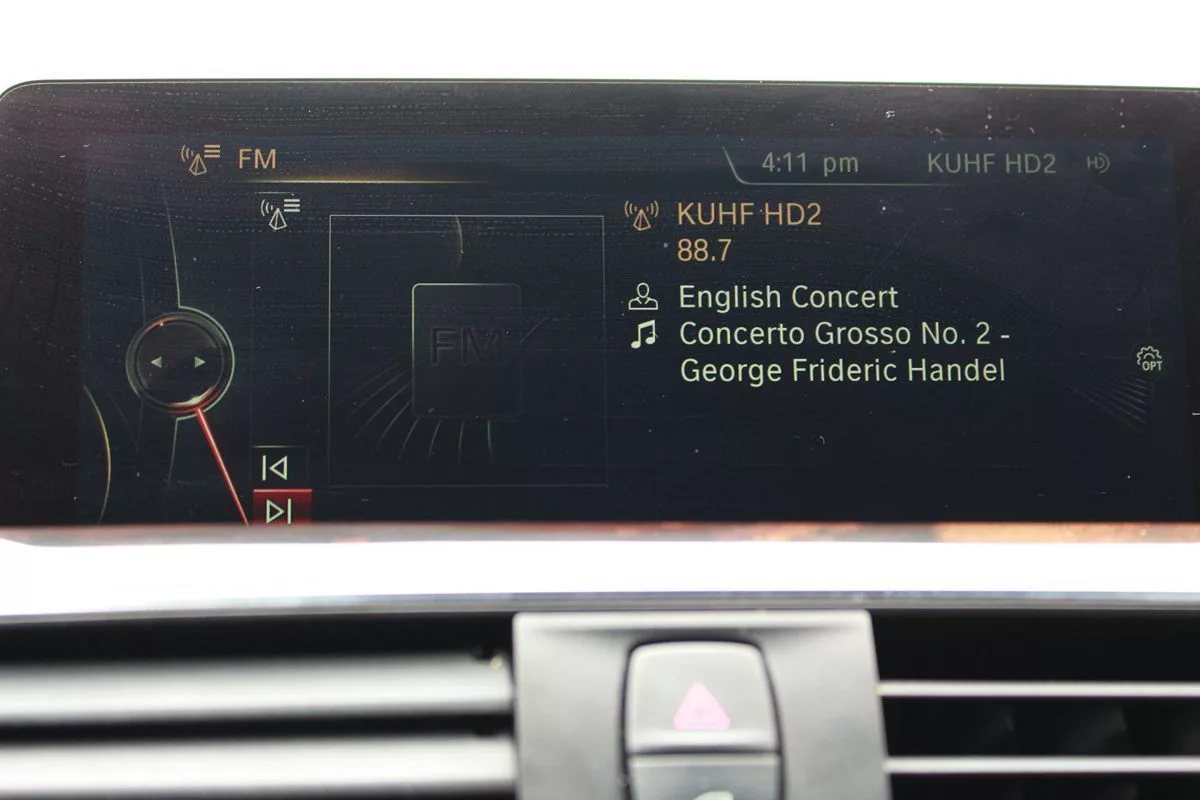 FM
4:11 pm KUHF HD2 HD
KUHF HD2
88.7
English Concert
FM
Concerto Grosso No. 2 -
George Frideric Handel
OPT